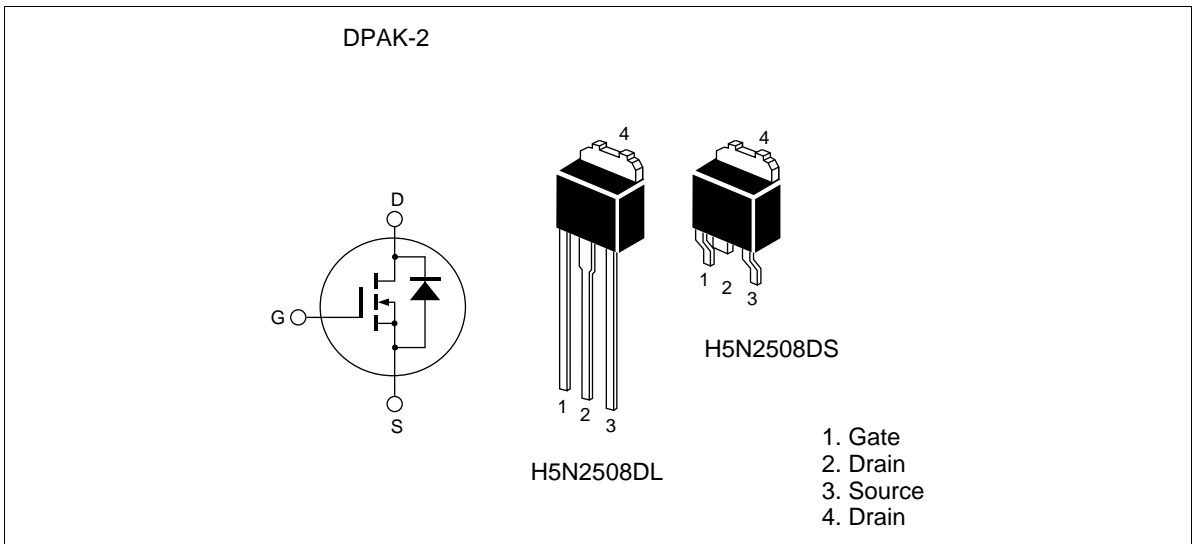 DPAK-2
4
4
D
G
S
1
2
3
1
2
3
H5N2508DS
H5N2508DL
1. Gate
2. Drain
3. Source
4. Drain